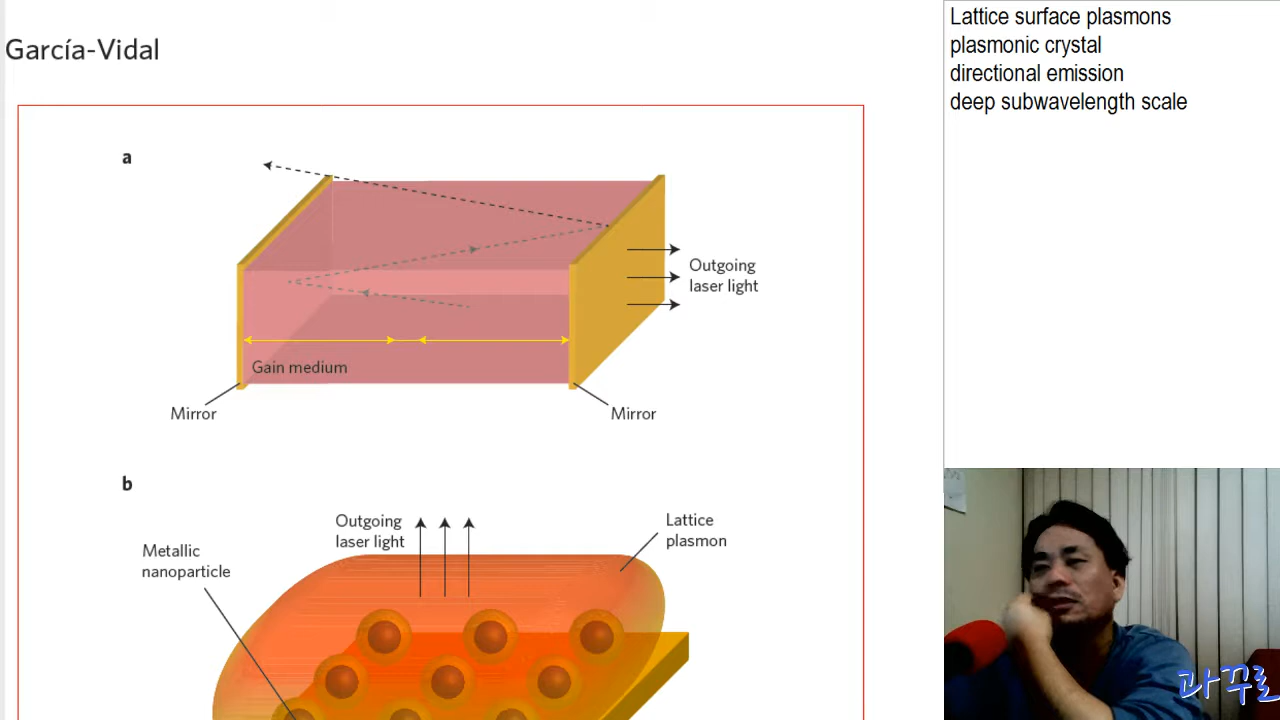 García-Vidal
a
Outgoing
laser light
Gain medium
Mirror
Mirror
b
Outgoing
laser light
Lattice
plasmon
Metallic
nanoparticle
Lattice surface plasmons
plasmonic crystal
directional emission
deep subwavelength scale
과꾸로